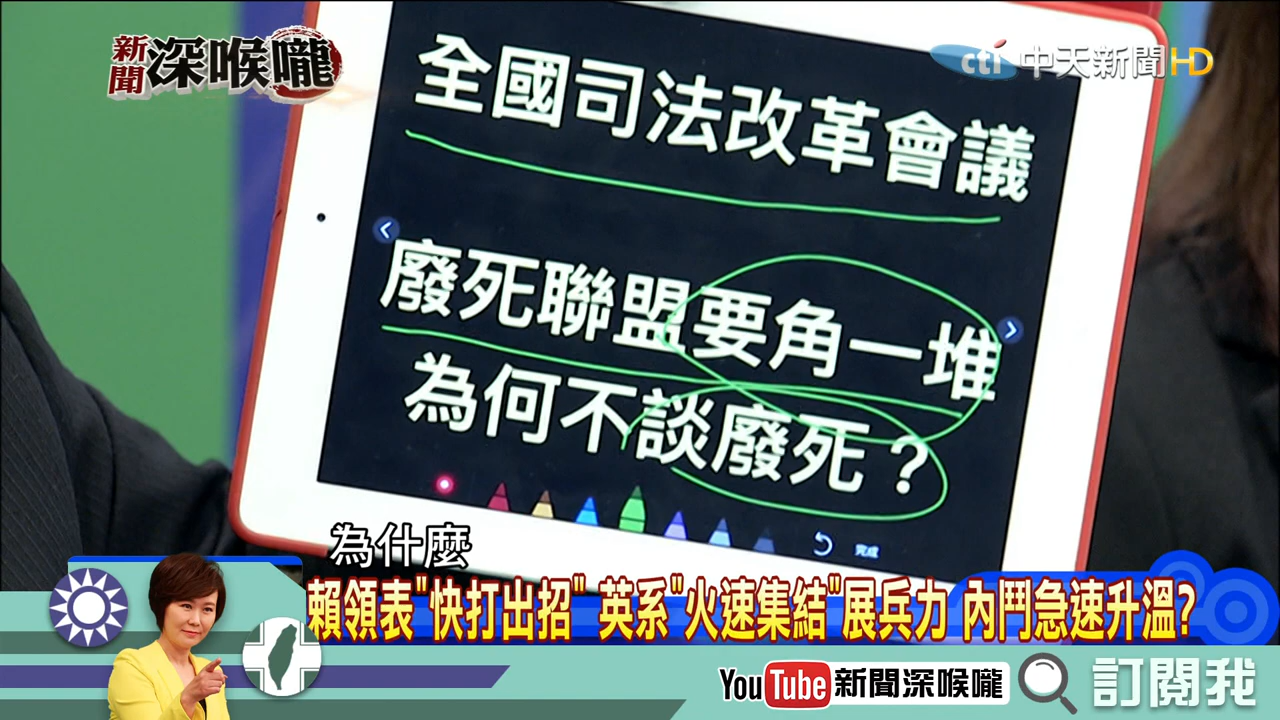 新聞深喉嚨
cti 中天新聞HD
全國司法改革會議
廢死聯盟要角一堆
為何不談廢死？
完成
為什麼
賴領表"快打出招" 英系"火速集結"展兵力 內鬥急速升溫?
YouTube 新聞深喉嚨 訂閱我